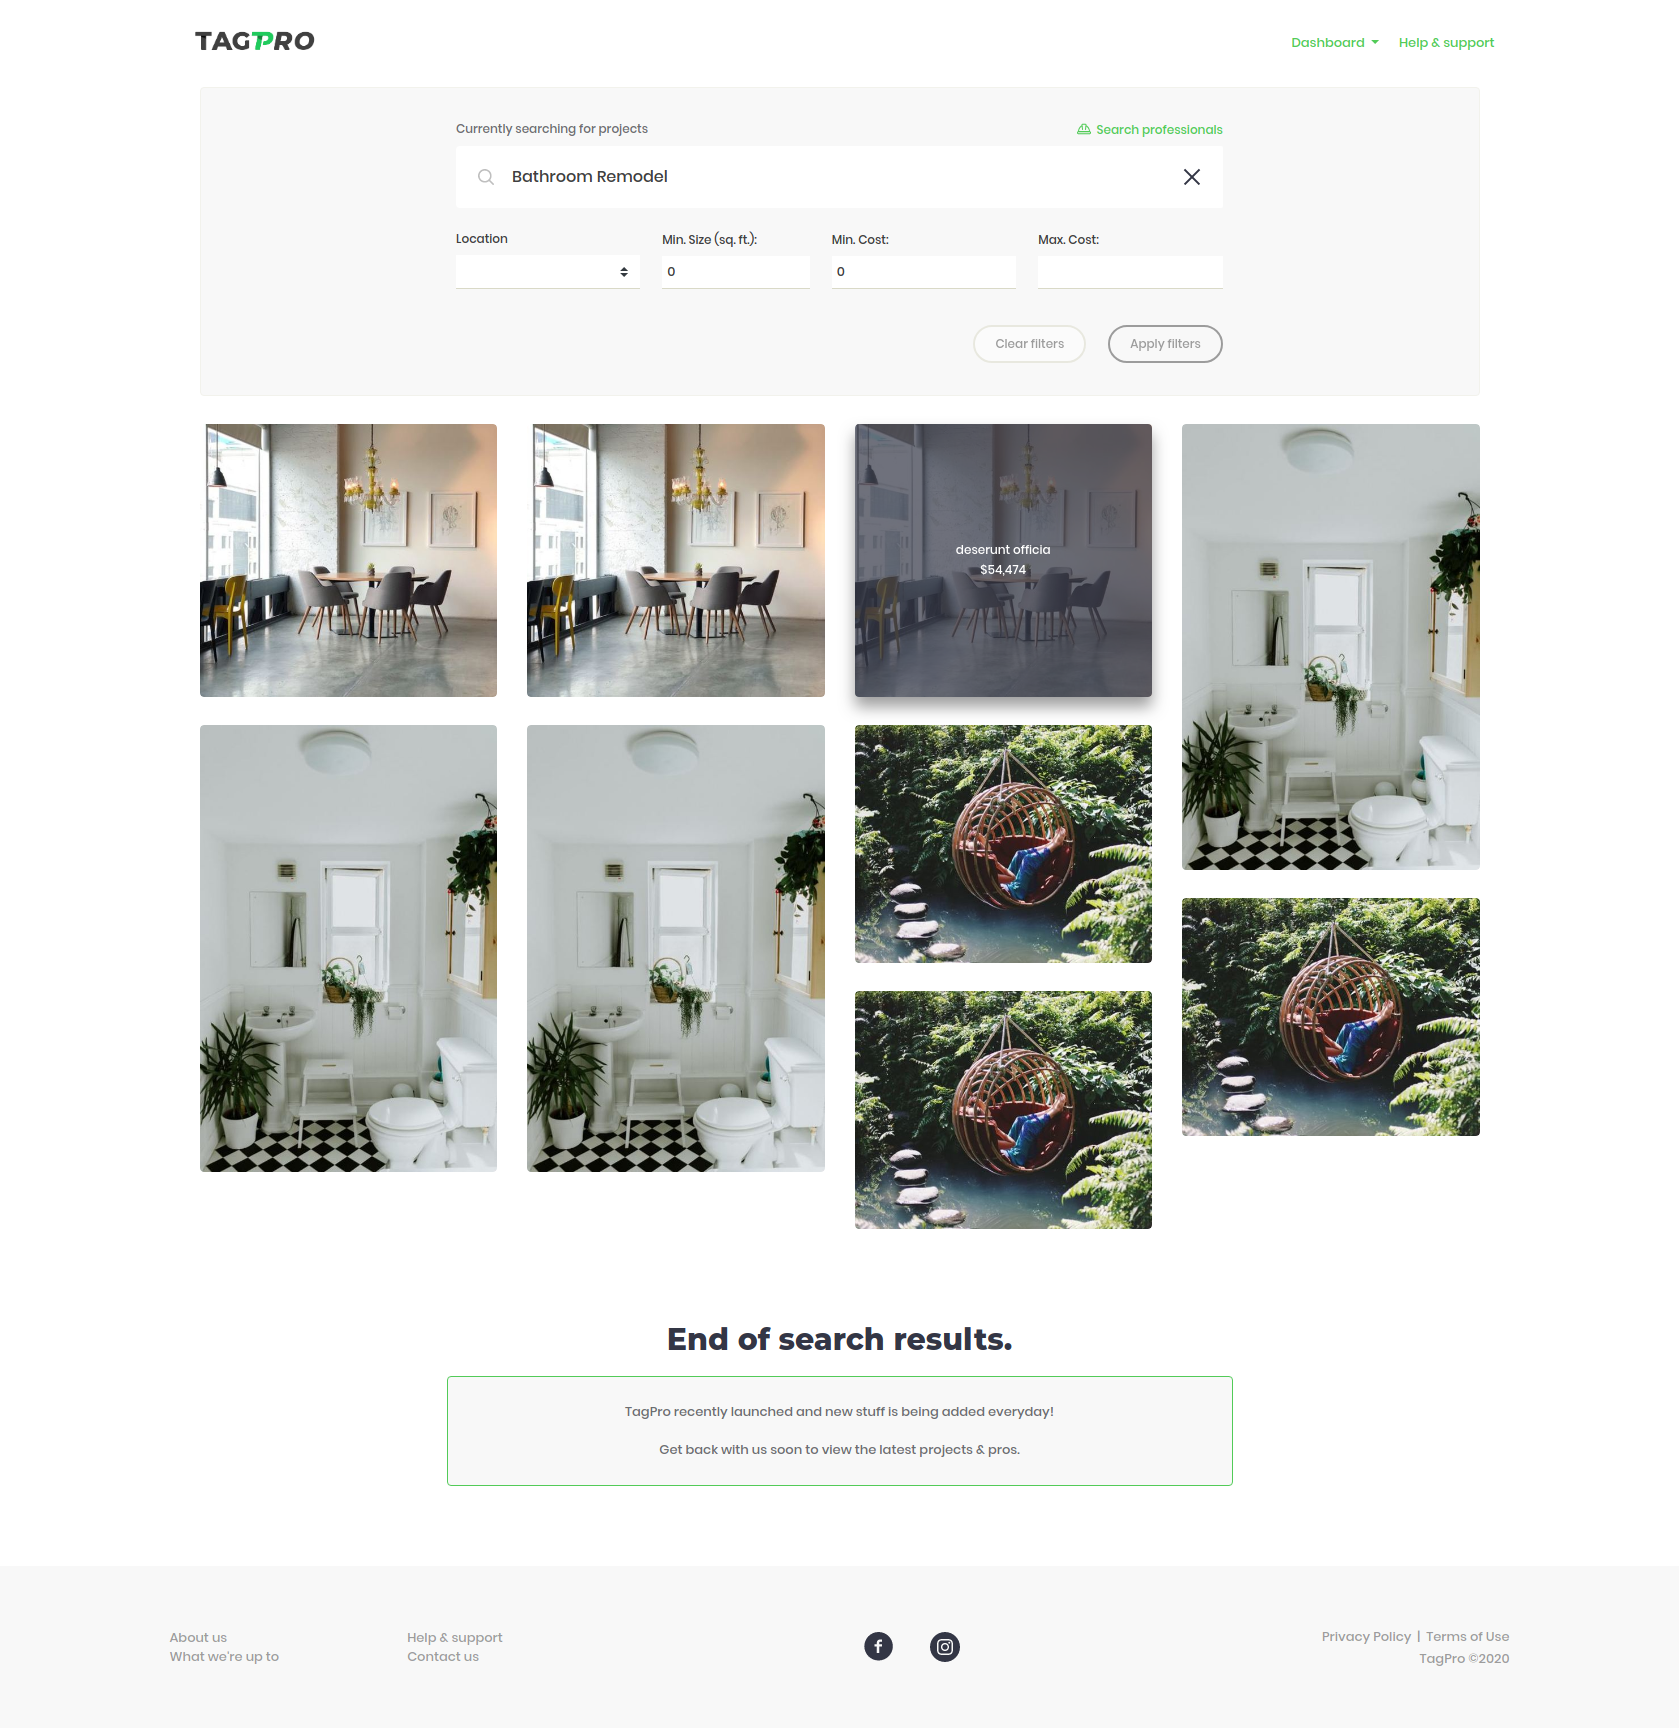 TAGPRO
Dashboard
Help & support
Currently searching for projects
Search professionals
Bathroom Remodel
Location
Min. Size (sq. ft.):
Min. Cost:
Max. Cost:
0
0
Clear filters
Apply filters
deserunt officia
$54,474
End of search results.
TagPro recently launched and new stuff is being added everyday!
Get back with us soon to view the latest projects & pros.
About us
What we're up to
Help & support
Contact us
Privacy Policy | Terms of Use
TagPro ©2020